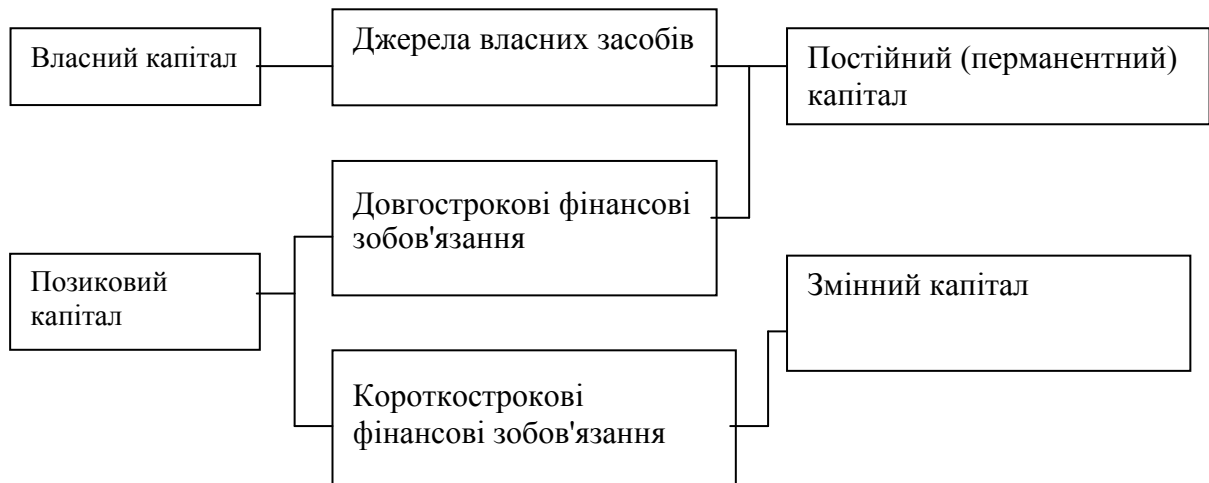 Власний капітал
Джерела власних засобів
Постійний (перманентний)
капітал
Довгострокові фінансові
зобов'язання
Позиковий
капітал
Змінний капітал
Короткострокові
фінансові зобов'язання